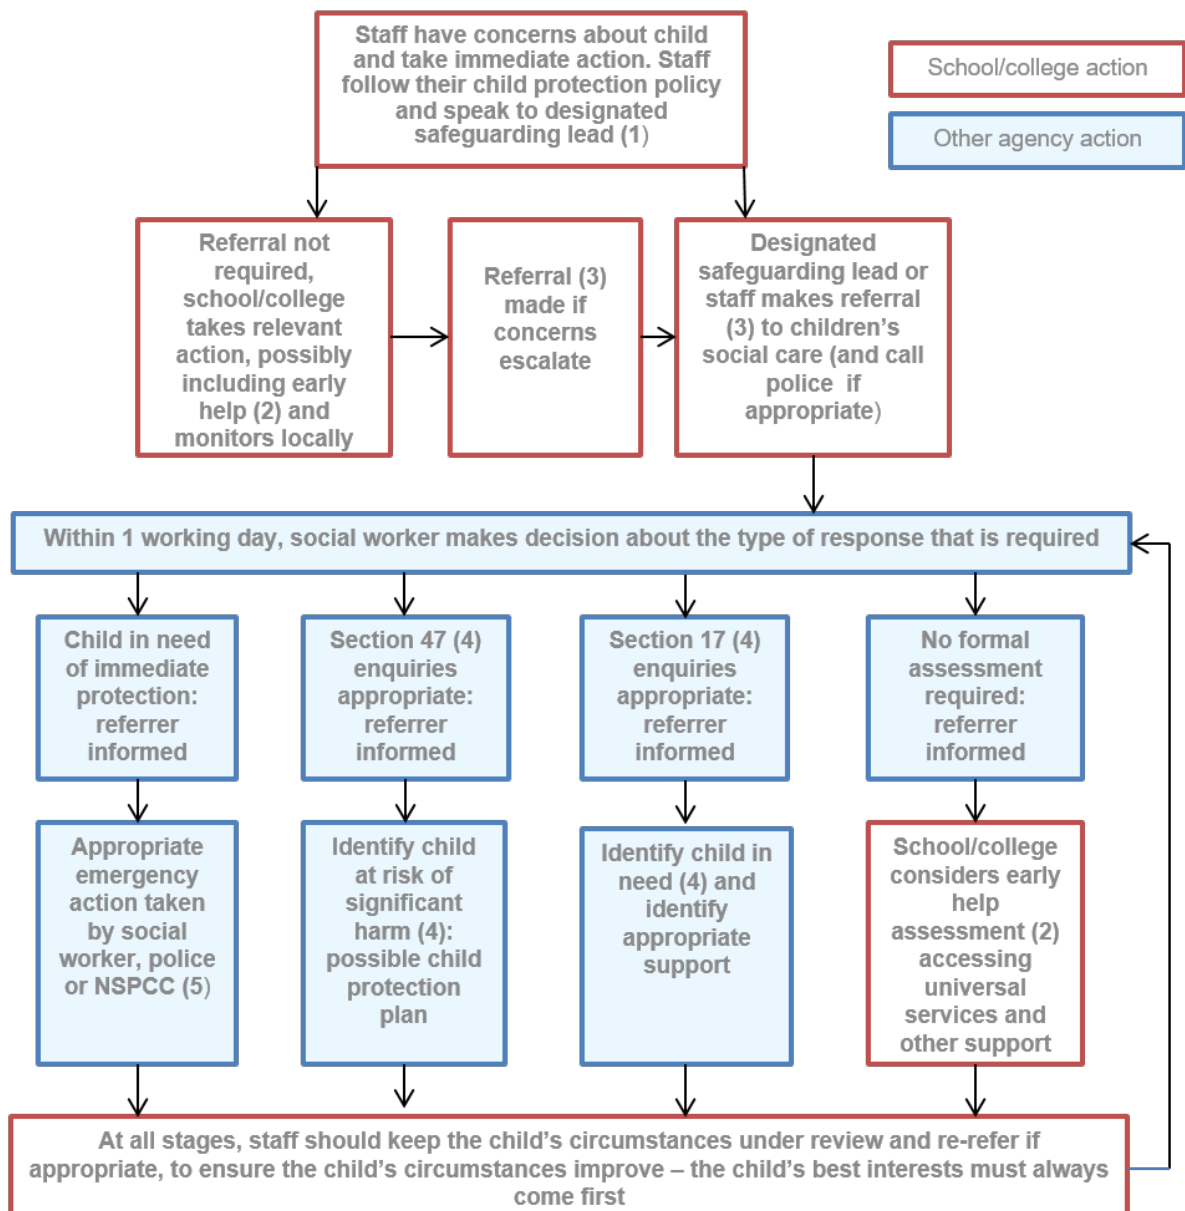 Staff have concerns about child
and take immediate action. Staff
follow their child protection policy
and speak to designated
safeguarding lead (1)
School/college action
Other agency action
Referral not
required,
school/college
takes relevant
action, possibly
including early
help (2) and
monitors locally
Referral (3)
made if
concerns
escalate
Designated
safeguarding lead or
staff makes referral
(3) to children’s
social care (and call
police if
appropriate)
Within 1 working day, social worker makes decision about the type of response that is required
Child in need
of immediate
protection:
referrer
informed
Section 47 (4)
enquiries
appropriate:
referrer
informed
Section 17 (4)
enquiries
appropriate:
referrer
informed
No formal
assessment
required:
referrer
informed
Appropriate
emergency
action taken
by social
worker, police
or NSPCC (5)
Identify child
at risk of
significant
harm (4):
possible child
protection
plan
Identify child in
need (4) and
identify
appropriate
support
School/college
considers early
help
assessment (2)
accessing
universal
services and
other support
At all stages, staff should keep the child’s circumstances under review and re-refer if
appropriate, to ensure the child’s circumstances improve – the child’s best interests must always
come first